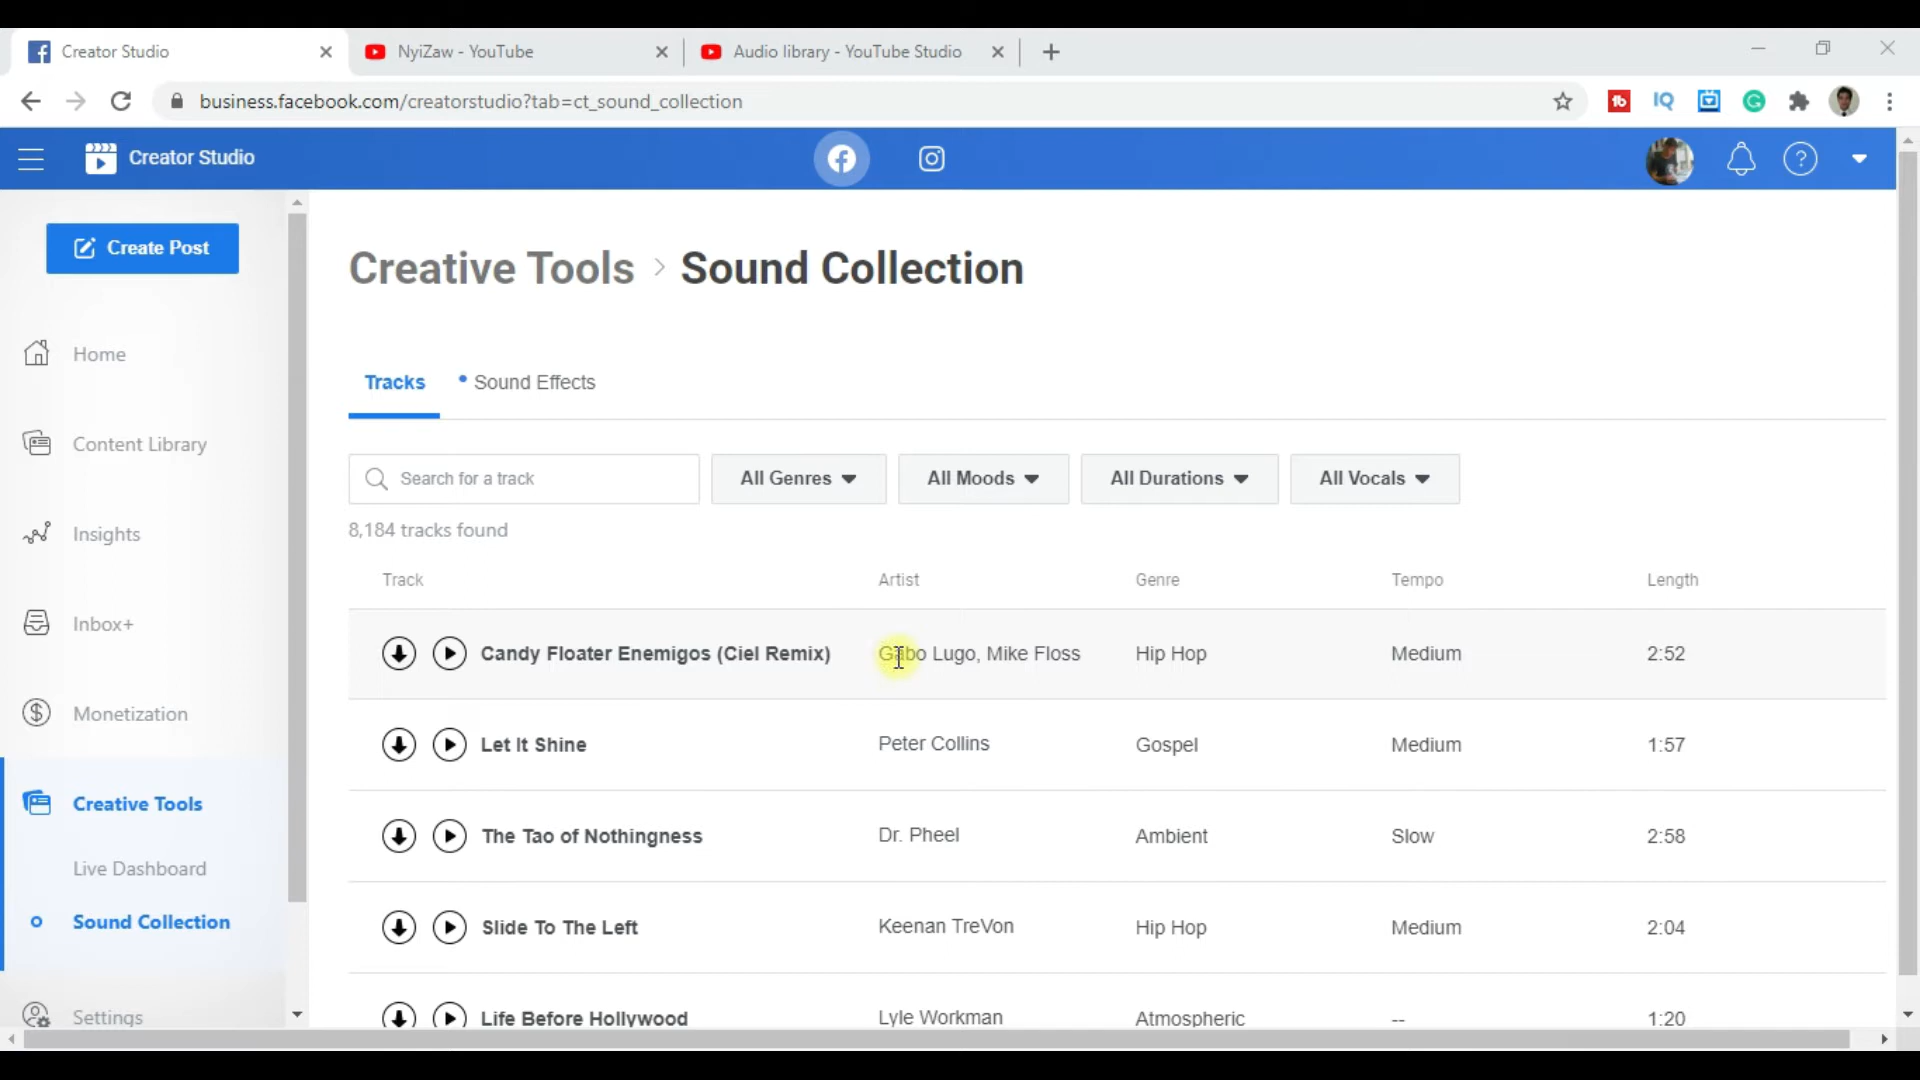 Creator Studio
NyiZaw - YouTube
Audio library - YouTube Studio
business.facebook.com/creatorstudio?tab=ct_sound_collection
tb
IQ
G
Creator Studio
Create Post
Home
Content Library
Insights
Inbox+
Monetization
Creative Tools
Live Dashboard
Sound Collection
Settings
Creative Tools > Sound Collection
Tracks
Sound Effects
Search for a track
All Genres
All Moods
All Durations
All Vocals
8,184 tracks found
Track Artist Genre Tempo Length
Candy Floater Enemigos (Ciel Remix) Gabo Lugo, Mike Floss Hip Hop Medium 2:52
Let It Shine Peter Collins Gospel Medium 1:57
The Tao of Nothingness Dr. Pheel Ambient Slow 2:58
Slide To The Left Keenan TreVon Hip Hop Medium 2:04
Life Before Hollywood Lyle Workman Atmospheric -- 1:20